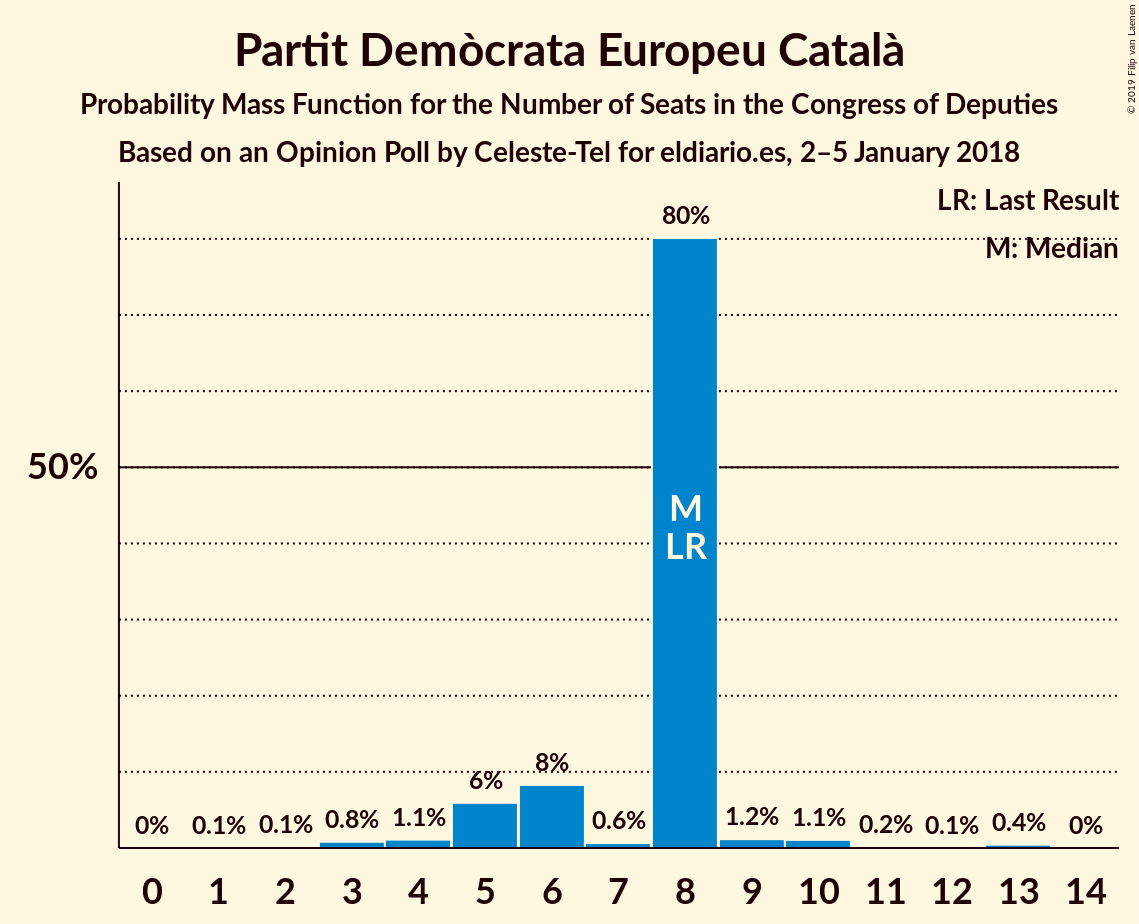 Partit Demòcrata Europeu Català
Probability Mass Function for the Number of Seats in the Congress of Deputies
Based on an Opinion Poll by Celeste-Tel for eldiario.es, 2–5 January 2018
© 2019 Filip van Laenen
LR: Last Result
M: Median
80%
50%
M
LR
0% 0.1% 0.1% 0.8% 1.1% 6% 8% 0.6% 1.2% 1.1% 0.2% 0.1% 0.4% 0%
0 1 2 3 4 5 6 7 8 9 10 11 12 13 14